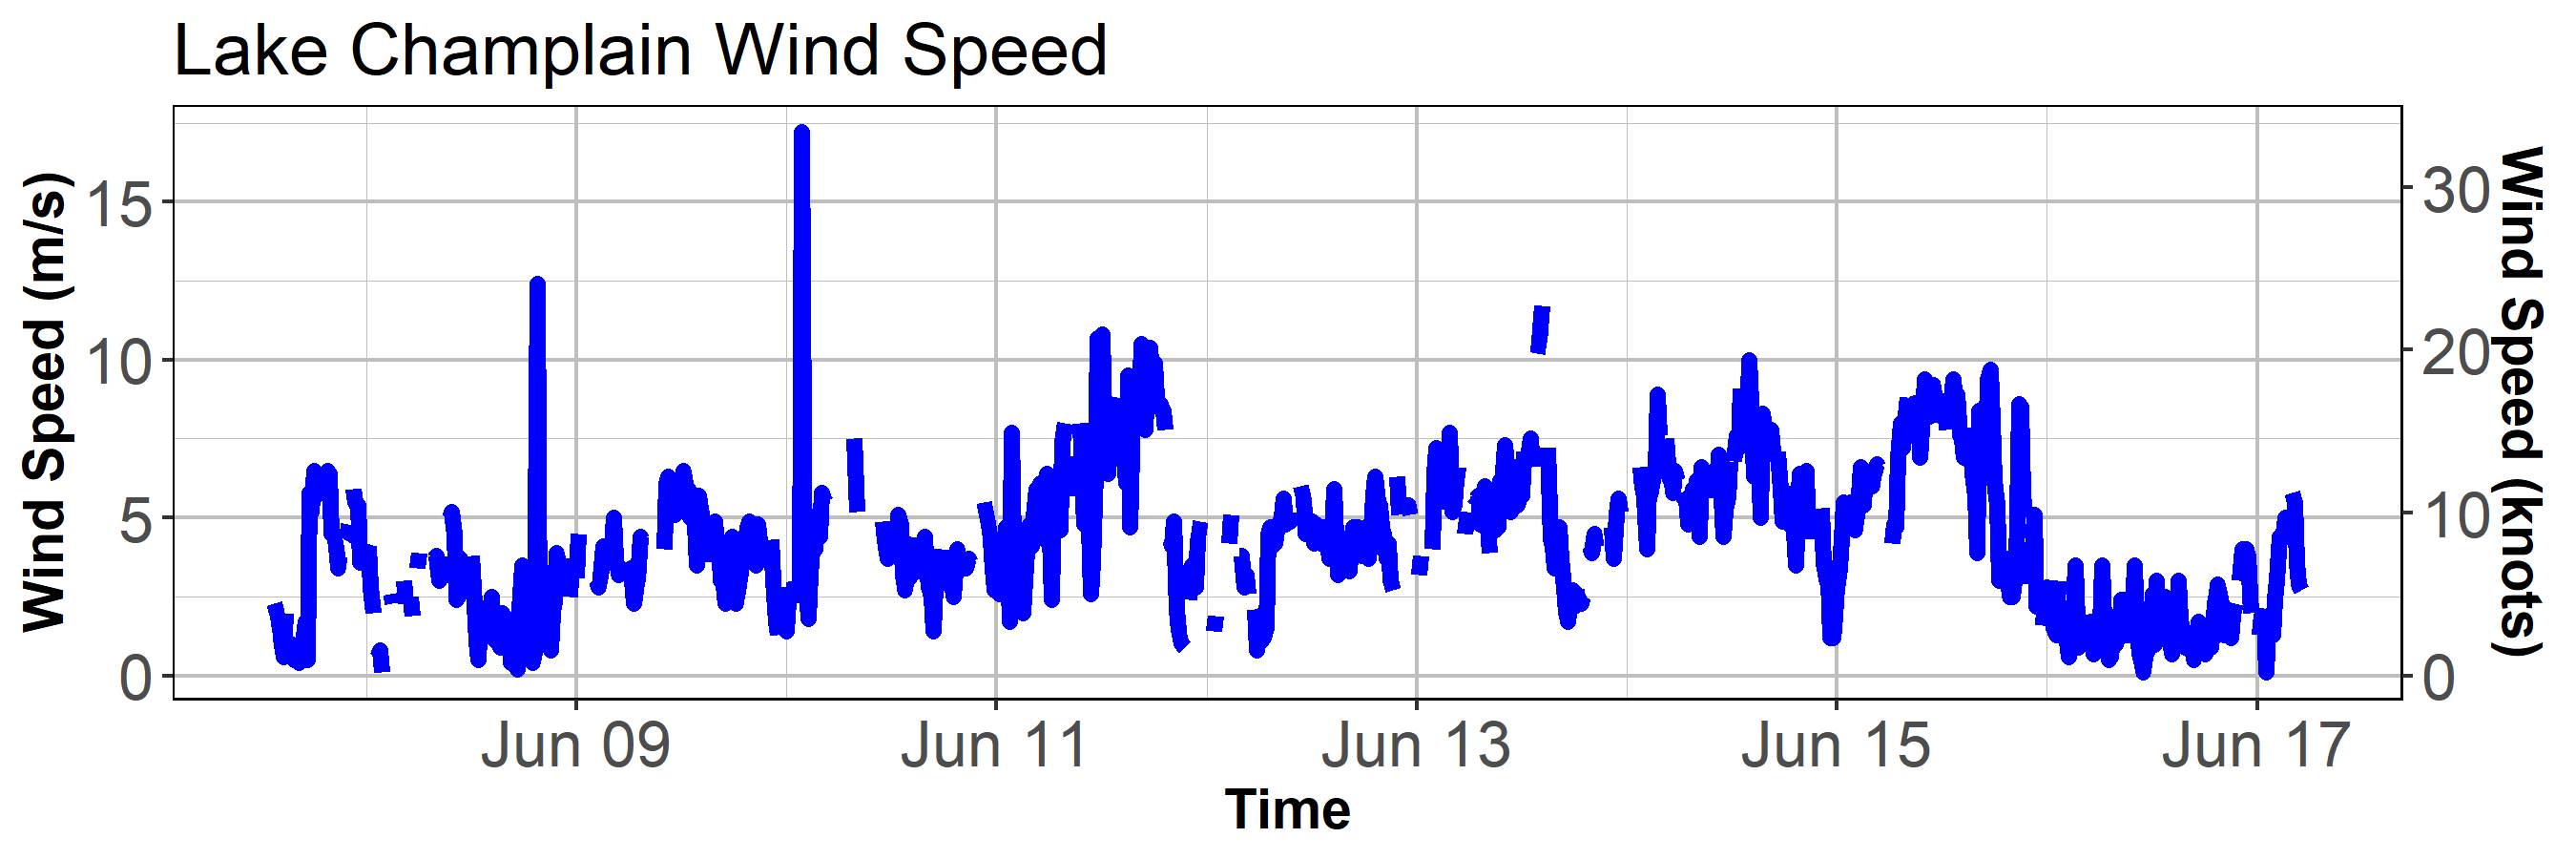 Lake Champlain Wind Speed
Wind Speed (m/s)
15
10
5
0
30
20
10
0
Wind Speed (knots)
Jun 09
Jun 11
Jun 13
Jun 15
Jun 17
Time